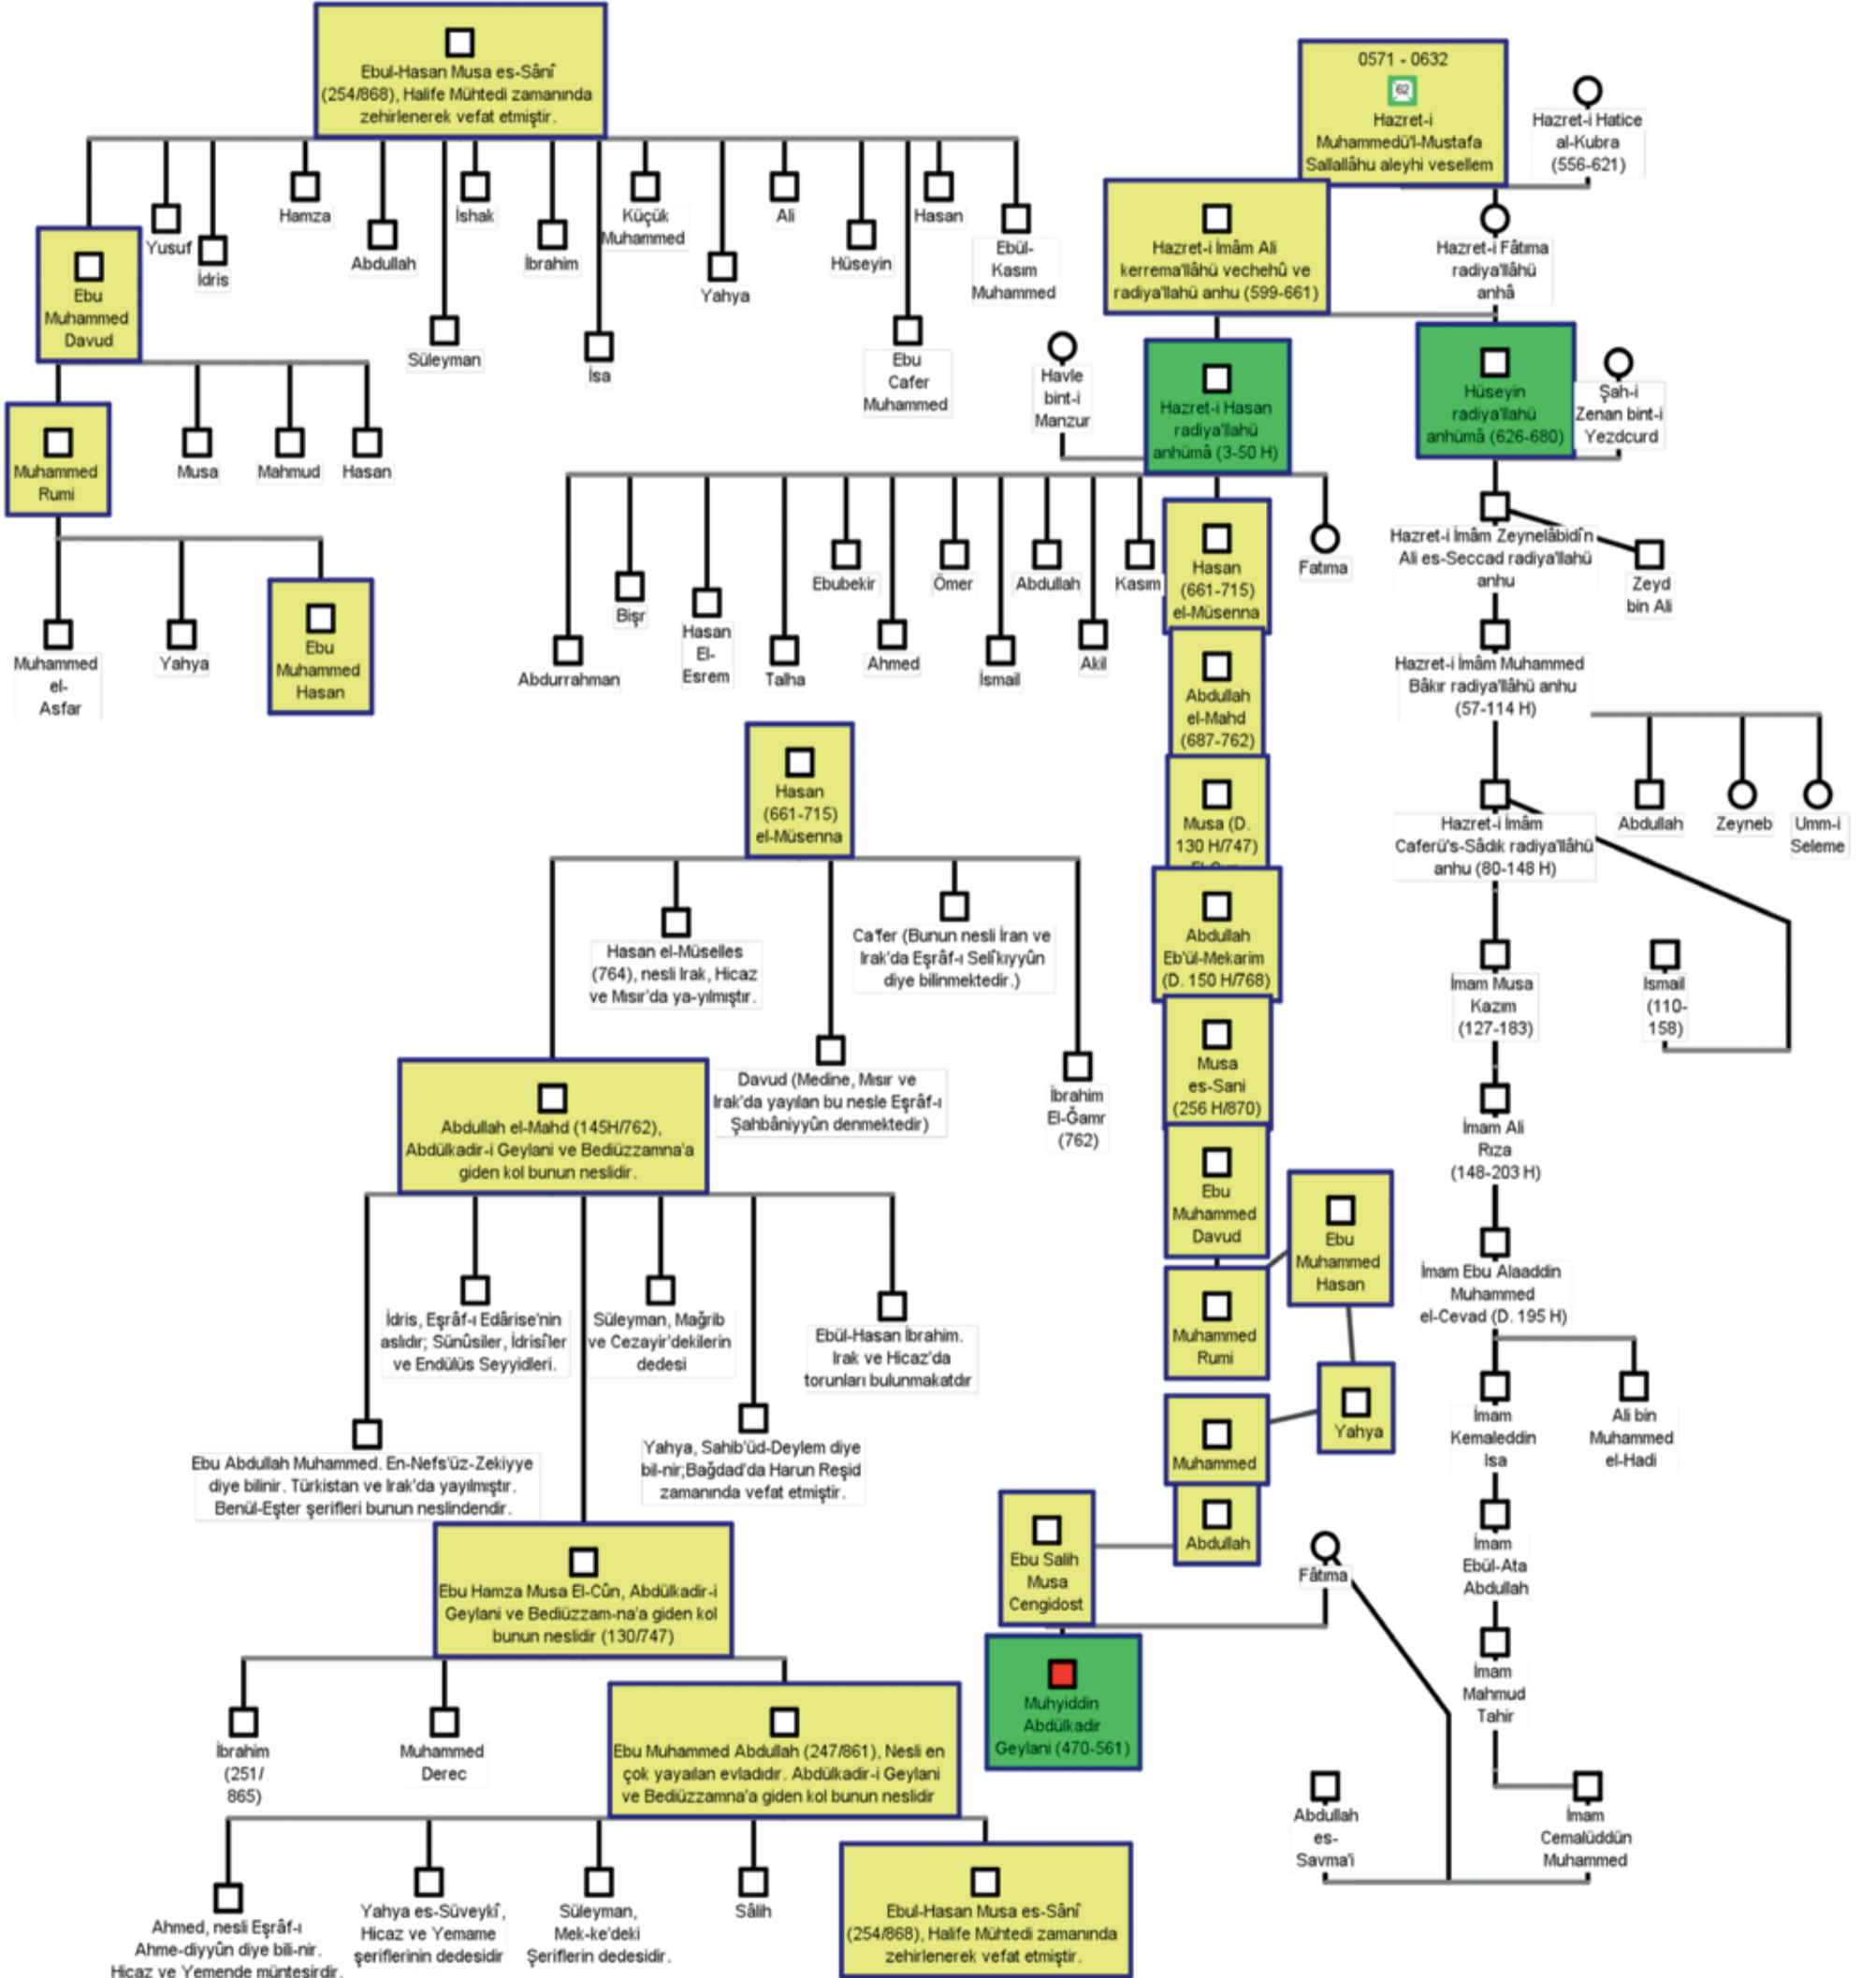 Ebul-Hasan Musa es-Sânî
(254/868), Halife Mühtedi zamanında
zehirlenerek vefat etmiştir.
Yusuf
İdris
Hamza
Abdullah
Süleyman
İshak
İbrahim
İsa
Küçük
Muhammed
Yahya
Ali
Hüseyin
Ebu
Cafer
Muhammed
Hasan
Ebül-
Kasım
Muhammed
Ebu
Muhammed
Davud
Muhammed
Rumi
Musa
Mahmud
Hasan
Muhammed
el-
Asfar
Yahya
Ebu
Muhammed
Hasan
0571 - 0632
62
Hazret-i
Muhammedü'l-Mustafa
Sallallâhu aleyhi vesellem
Hazret-i Hatice
al-Kubra
(556-621)
Hazret-i İmâm Ali
kerrema'llâhü vechehû ve
radiya'llahü anhu (599-661)
Hazret-i Fâtıma
radiya'llâhü
anhâ
Havle
bint-i
Manzur
Hazret-i Hasan
radiya'llahü
anhümâ (3-50 H)
Hüseyin
radiya'llahü
anhümâ (626-680)
Şah-i
Zenan bint-i
Yezdcurd
Abdurrahman
Bişr
Hasan
El-
Esrem
Talha
Ebubekir
Ahmed
Ömer
İsmail
Abdullah
Akil
Kasım
Hasan
(661-715)
el-Müsenna
Fatıma
Abdullah
el-Mahd
(687-762)
Musa (D.
130 H/747)
Abdullah
Eb'ül-Mekarim
(D. 150 H/768)
Musa
es-Sani
(256 H/870)
Ebu
Muhammed
Davud
Muhammed
Rumi
Ebu
Muhammed
Hasan
Yahya
Muhammed
Abdullah
Ebu Salih
Musa
Cengidost
Fâtıma
Muhyiddin
Abdülkadir
Geylani (470-561)
Hazret-i İmâm Zeynelâbidîn
Ali es-Seccad radiya'llahü
anhu
Zeyd
bin Ali
Hazret-i İmâm Muhammed
Bâkır radiya'llâhü anhu
(57-114 H)
Abdullah
Zeyneb
Umm-i
Seleme
Hazret-i İmâm
Caferü's-Sâdık radiya'llâhü
anhu (80-148 H)
İmam Musa
Kazım
(127-183)
Ismail
(110-
158)
İmam Ali
Rıza
(148-203 H)
İmam Ebu Alaaddin
Muhammed
el-Cevad (D. 195 H)
İmam
Kemaleddin
Isa
Ali bin
Muhammed
el-Hadi
İmam
Ebül-Ata
Abdullah
İmam
Mahmud
Tahir
Abdullah
es-
Savma'i
İmam
Cemalüddün
Muhammed
Hasan
(661-715)
el-Müsenna
Hasan el-Müselles
(764), nesli Irak, Hicaz
ve Mısır'da ya-yılmıştır.
Ca'fer (Bunun nesli İran ve
Irak'da Eşrâf-ı Selîkıyyûn
diye bilinmektedir.)
Davud (Medine, Mısır ve
Irak'da yayılan bu nesle Eşrâf-ı
Şahbâniyyûn denmektedir)
İbrahim
El-Ğamr
(762)
Abdullah el-Mahd (145H/762),
Abdülkadir-i Geylani ve Bediüzzamna'a
giden kol bunun neslidir.
İdris, Eşrâf-ı Edârise'nin
aslıdır; Sünûsiler, İdrisîler
ve Endülüs Seyyidleri.
Süleyman, Mağrib
ve Cezayir'dekilerin
dedesi
Ebül-Hasan İbrahim.
Irak ve Hicaz'da
torunları bulunmakatdır
Ebu Abdullah Muhammed. En-Nefs'üz-Zekiyye
diye bilinir. Türkistan ve Irak'da yayılmıştır.
Benül-Eşter şerifleri bunun neslindendir.
Yahya, Sahib'üd-Deylem diye
bil-nir;Bağdad'da Harun Reşid
zamanında vefat etmiştir.
Ebu Hamza Musa El-Cûn, Abdülkadir-i
Geylani ve Bediüzzam-na'a giden kol
bunun neslidir (130/747)
İbrahim
(251/
865)
Muhammed
Derec
Ebu Muhammed Abdullah (247/861), Nesli en
çok yayaılan evladıdır. Abdülkadir-i Geylani
ve Bediüzzamna'a giden kol bunun neslidir
Ahmed, nesli Eşrâf-ı
Ahme-diyyûn diye bili-nir.
Hicaz ve Yemende münteşirdir.
Yahya es-Süveykî,
Hicaz ve Yemame
şeriflerinin dedesidir
Süleyman,
Mek-ke'deki
Şeriflerin dedesidir.
Sâlih
Ebul-Hasan Musa es-Sânî
(254/868), Halife Mühtedi zamanında
zehirlenerek vefat etmiştir.